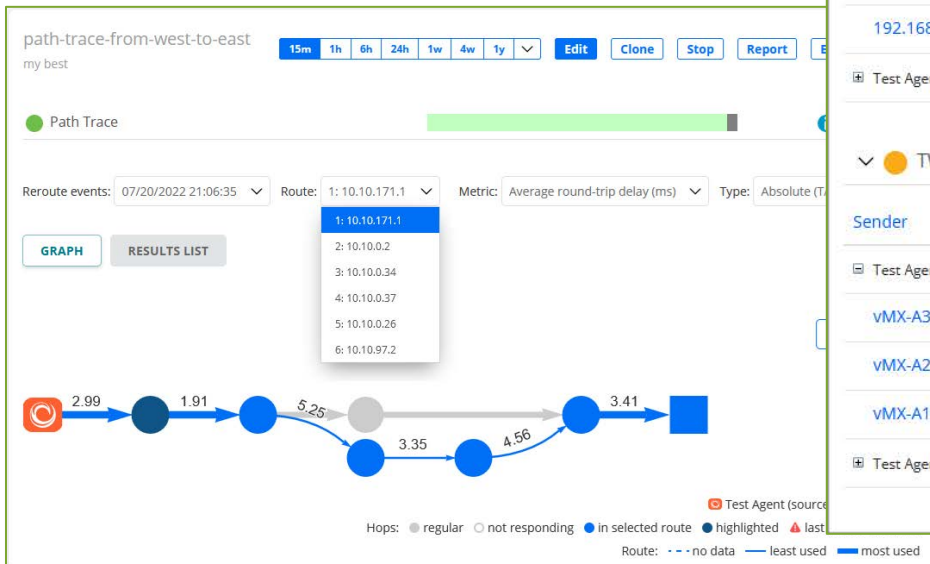 path-trace-from-west-to-east
my best
15m 1h 6h 24h 1w 4w 1y Edit Clone Stop Report
Path Trace
Reroute events: 07/20/2022 21:06:35 Route: 1: 10.10.171.1 Metric: Average round-trip delay (ms) Type: Absolute
1: 10.10.171.1
2: 10.10.0.2
3: 10.10.0.34
4: 10.10.0.37
5: 10.10.0.26
6: 10.10.97.2
GRAPH RESULTS LIST
2.99 1.91 5.25 3.41
3.35 4.56
Test Agent (source
Hops: regular not responding in selected route highlighted last
Route: no data least used most used
192.168
Test Age
Sender
Test Age
vMX-A3
vMX-A2
vMX-A1
Test Age